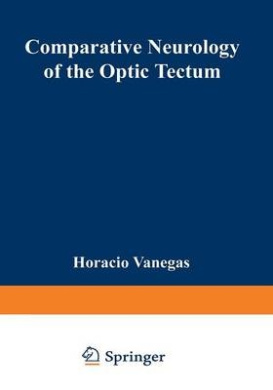 Comparative Neurology
of the Optic Tectum
Horacio Vanegas
Springer